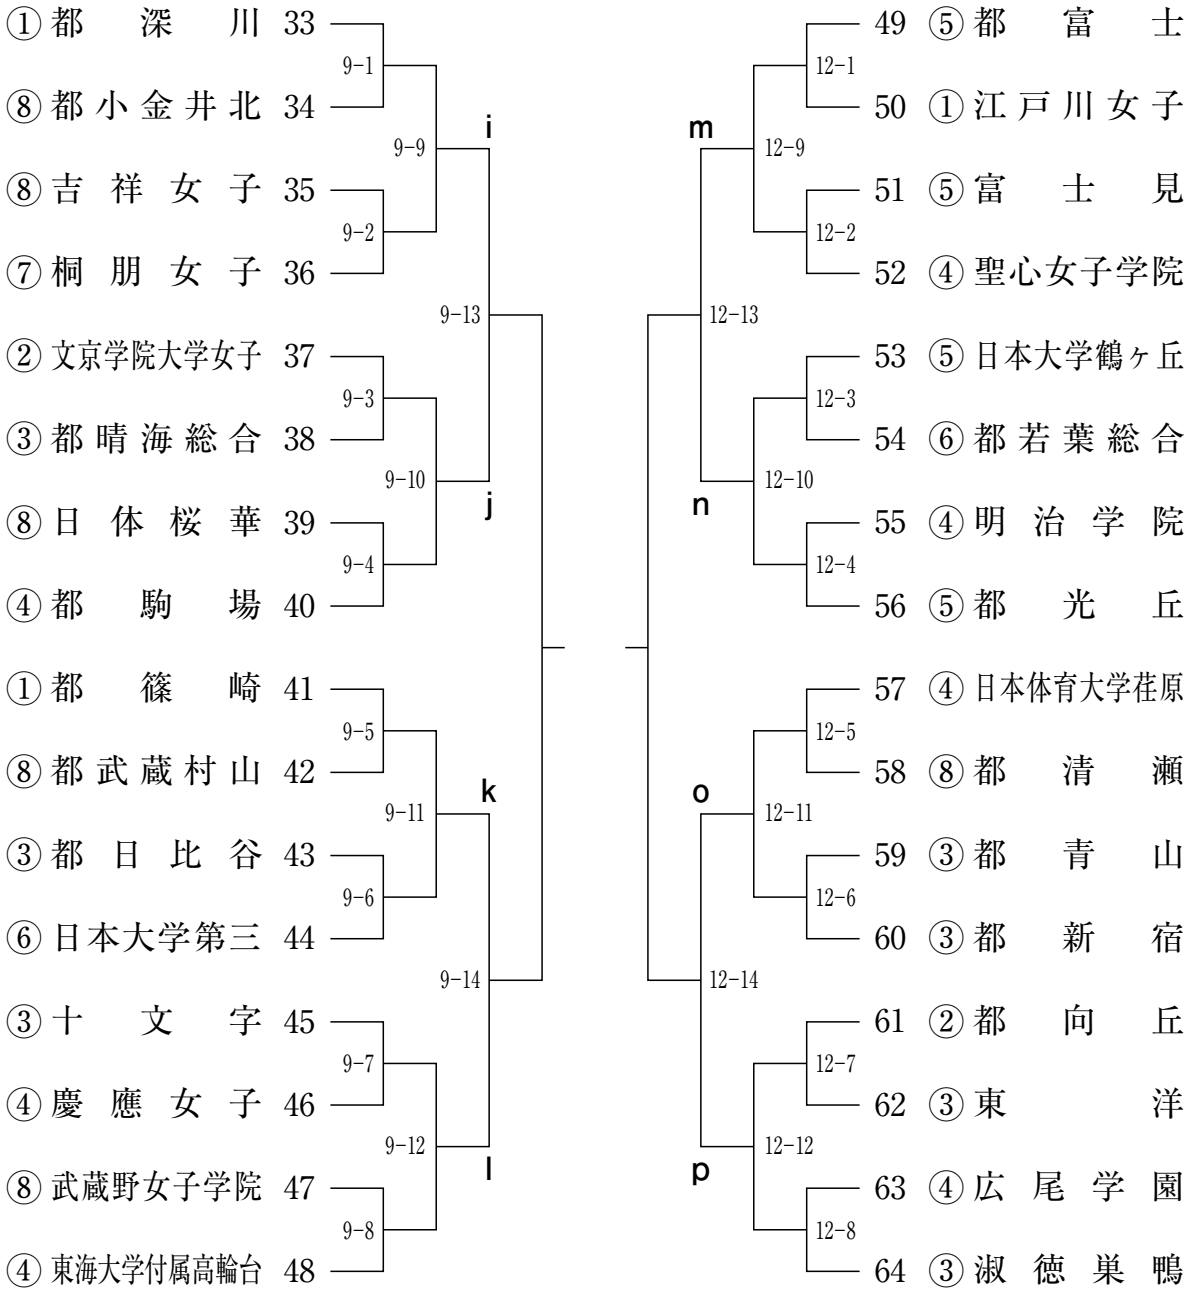 ① 都深川 33
9-1
⑧ 都小金井北 34
i
9-9
⑧ 吉祥女子 35
9-2
⑦ 桐朋女子 36
9-13
② 文京学院大学女子 37
9-3
③ 都晴海総合 38
9-10
j
⑧ 日体桜華 39
9-4
④ 都駒場 40
① 都篠崎 41
9-5
⑧ 都武蔵村山 42
k
9-11
③ 都日比谷 43
9-6
⑥ 日本大学第三 44
9-14
③ 十文字 45
9-7
④ 慶應女子 46
9-12
l
⑧ 武蔵野女子学院 47
9-8
④ 東海大学付属高輪台 48
49 ⑤ 都富士
12-1
50 ① 江戸川女子
m
12-9
51 ⑤ 富士見
12-2
52 ④ 聖心女子学院
12-13
53 ⑤ 日本大学鶴ヶ丘
12-3
54 ⑥ 都若葉総合
12-10
n
55 ④ 明治学院
12-4
56 ⑤ 都光丘
57 ④ 日本体育大学荏原
12-5
58 ⑧ 都清瀬
o
12-11
59 ③ 都青山
12-6
60 ③ 都新宿
12-14
61 ② 都向丘
12-7
62 ③ 東洋
12-12
p
63 ④ 広尾学園
12-8
64 ③ 淑徳巣鴨